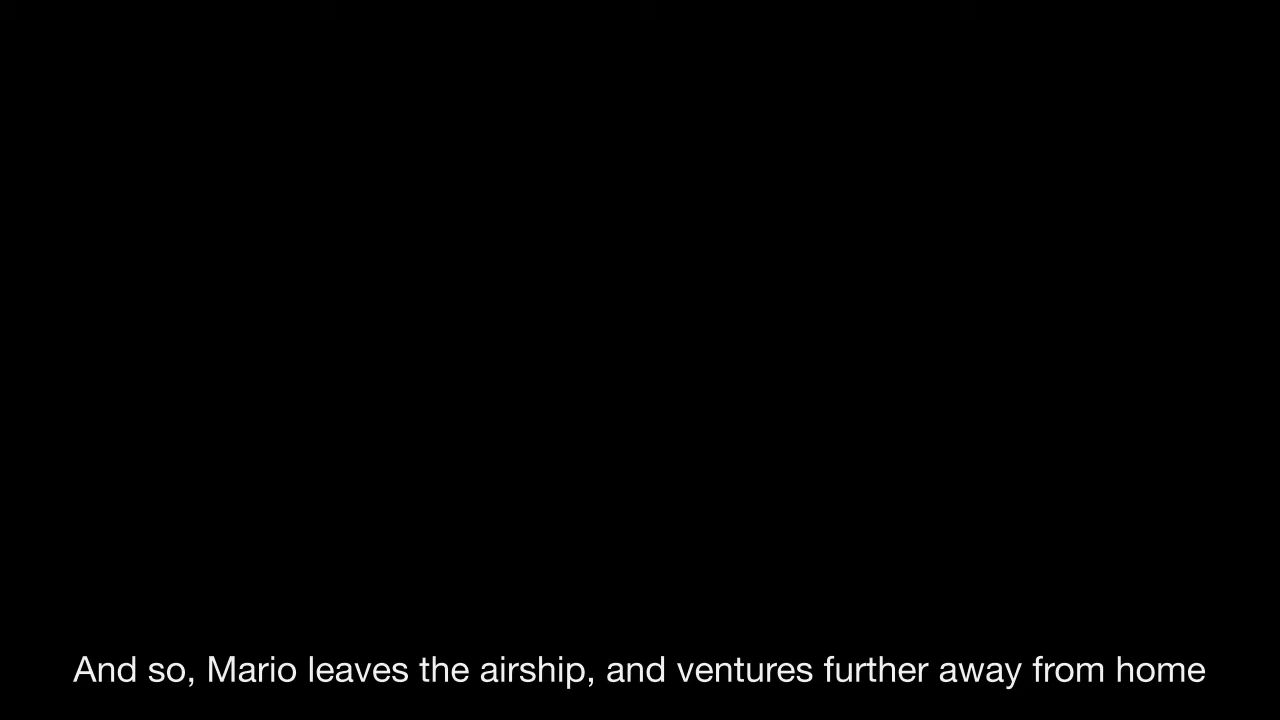 And so, Mario leaves the airship, and ventures further away from home